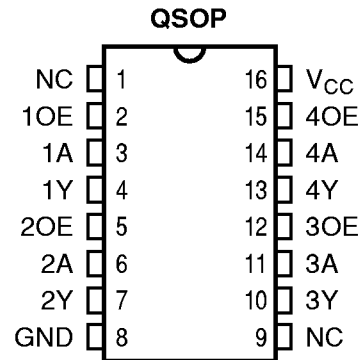 QSOP
NC 1 16 VCC
1OE 2 15 4OE
1A 3 14 4A
1Y 4 13 4Y
2OE 5 12 3OE
2A 6 11 3A
2Y 7 10 3Y
GND 8 9 NC